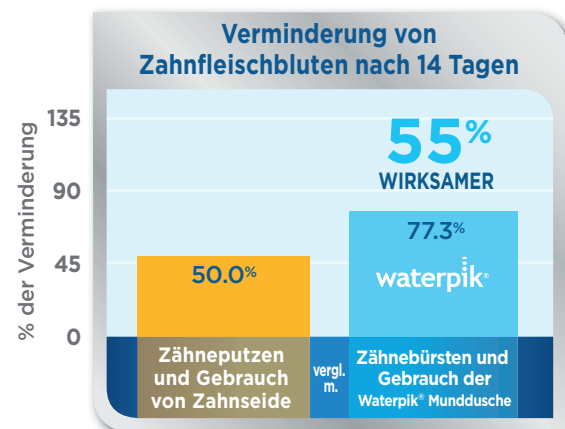 Verminderung von
Zahnfleischbluten nach 14 Tagen
% der Verminderung
135
90
45
0
55%
WIRKSAMER
50.0%
77.3%
waterpik®
Zähneputzen
und Gebrauch
von Zahnseide
vergl.
m.
Zähnebürsten und
Gebrauch der
Waterpik® Munddusche